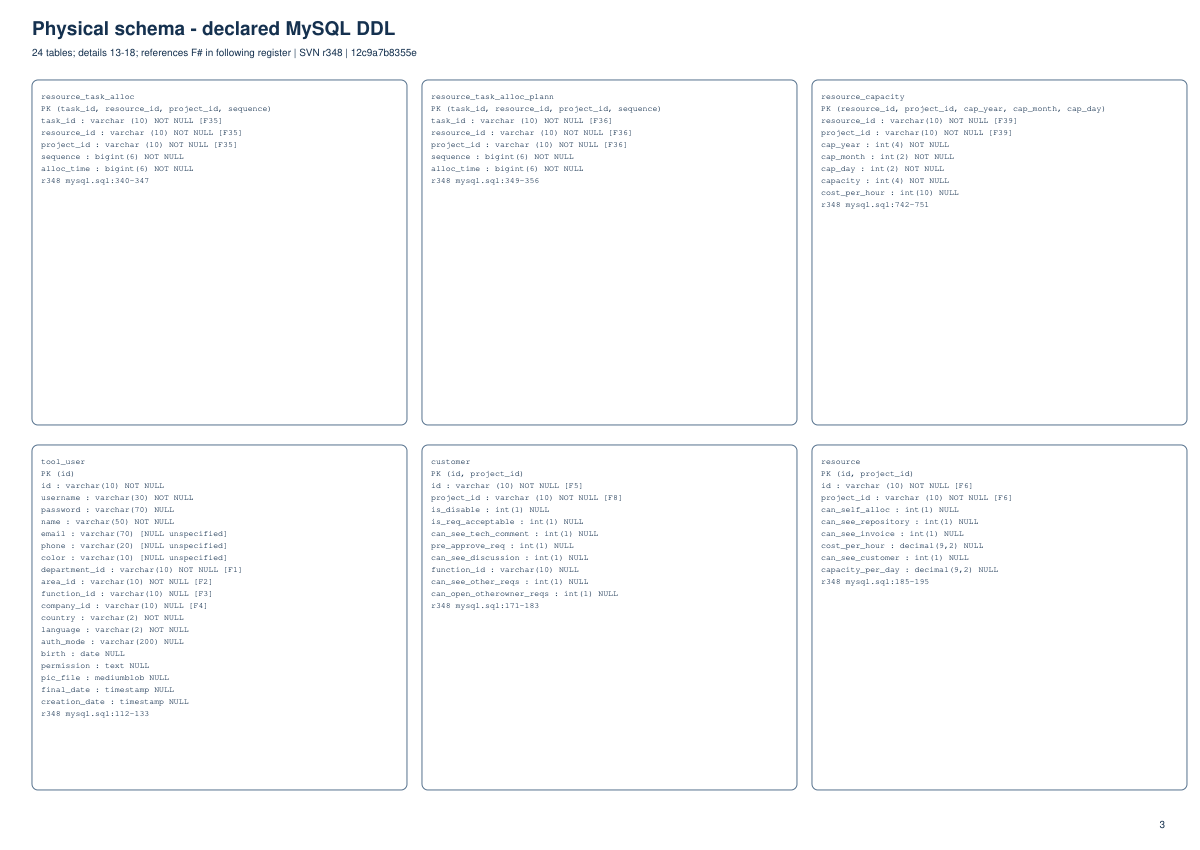 Physical schema - declared MySQL DDL
24 tables; details 13-18; references F# in following register | SVN r348 | 12c9a7b8355e
resource_task_alloc
PK (task_id, resource_id, project_id, sequence)
task_id : varchar (10) NOT NULL [F35]
resource_id : varchar (10) NOT NULL [F35]
project_id : varchar (10) NOT NULL [F35]
sequence : bigint(6) NOT NULL
alloc_time : bigint(6) NOT NULL
r348 mysql.sql:340-347
resource_task_alloc_plann
PK (task_id, resource_id, project_id, sequence)
task_id : varchar (10) NOT NULL [F36]
resource_id : varchar (10) NOT NULL [F36]
project_id : varchar (10) NOT NULL [F36]
sequence : bigint(6) NOT NULL
alloc_time : bigint(6) NOT NULL
r348 mysql.sql:349-356
resource_capacity
PK (resource_id, project_id, cap_year, cap_month, cap_day)
resource_id : varchar(10) NOT NULL [F39]
project_id : varchar(10) NOT NULL [F39]
cap_year : int(4) NOT NULL
cap_month : int(2) NOT NULL
cap_day : int(2) NOT NULL
capacity : int(4) NOT NULL
cost_per_hour : int(10) NULL
r348 mysql.sql:742-751
tool_user
PK (id)
id : varchar(10) NOT NULL
username : varchar(30) NOT NULL
password : varchar(70) NULL
name : varchar(50) NOT NULL
email : varchar(70) [NULL unspecified]
phone : varchar(20) [NULL unspecified]
color : varchar(10) [NULL unspecified]
department_id : varchar(10) NOT NULL [F1]
area_id : varchar(10) NOT NULL [F2]
function_id : varchar(10) NULL [F3]
company_id : varchar(10) NULL [F4]
country : varchar(2) NOT NULL
language : varchar(2) NOT NULL
auth_mode : varchar(200) NULL
birth : date NULL
permission : text NULL
pic_file : mediumblob NULL
final_date : timestamp NULL
creation_date : timestamp NULL
r348 mysql.sql:112-133
customer
PK (id, project_id)
id : varchar (10) NOT NULL [F5]
project_id : varchar (10) NOT NULL [F8]
is_disable : int(1) NULL
is_req_acceptable : int(1) NULL
can_see_tech_comment : int(1) NULL
pre_approve_req : int(1) NULL
can_see_discussion : int(1) NULL
function_id : varchar(10) NULL
can_see_other_reqs : int(1) NULL
can_open_otherowner_reqs : int(1) NULL
r348 mysql.sql:171-183
resource
PK (id, project_id)
id : varchar (10) NOT NULL [F6]
project_id : varchar (10) NOT NULL [F6]
can_self_alloc : int(1) NULL
can_see_repository : int(1) NULL
can_see_invoice : int(1) NULL
cost_per_hour : decimal(9,2) NULL
can_see_customer : int(1) NULL
capacity_per_day : decimal(9,2) NULL
r348 mysql.sql:185-195
3